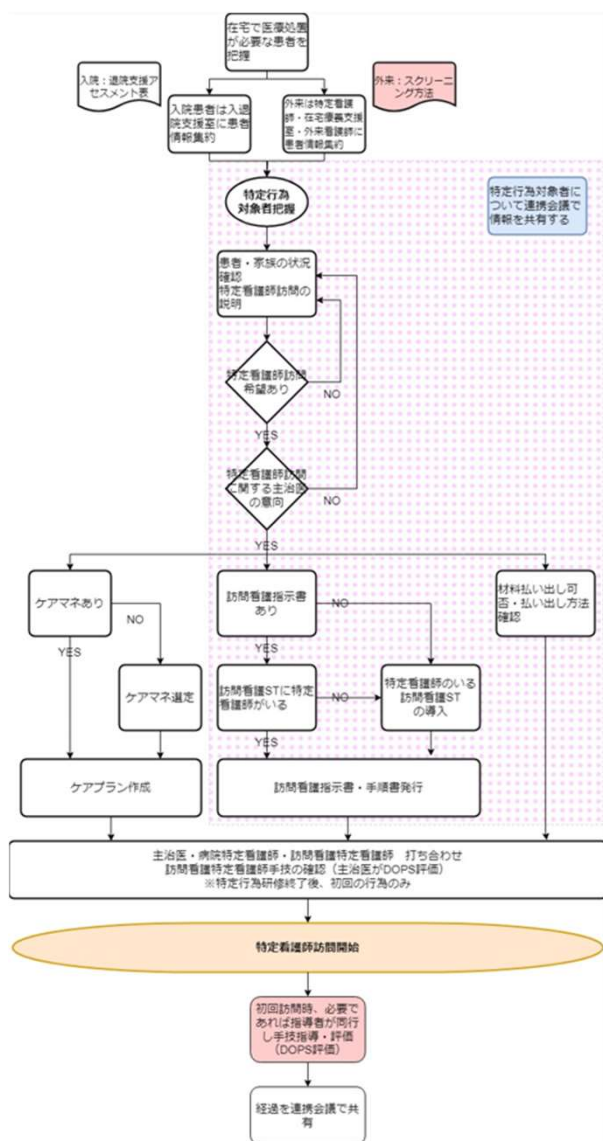 在宅で医療処置
が必要な患者を
把握
入院：退院支援ア
セスメント表
入院患者は入退
院支援室に患者
情報集約
外来は特定看護
師・在宅療養支援
室・外来看護師に
患者情報集約
外来：スクリーニ
ング方法
特定行為
対象者把握
特定行為対象者に
ついて連携会議で
情報を共有する
患者・家族の状況
確認
特定看護師訪問の
説明
特定看護師訪問
希望あり
NO
YES
特定看護師訪問
に関する主治医
の意向
NO
YES
ケアマネあり
NO
YES
訪問看護指示書
あり
NO
YES
材料払い出し可
否・払い出し方法
確認
ケアマネ選定
訪問看護STに特定
看護師がいる
NO
YES
特定看護師のいる
訪問看護ST
の導入
ケアプラン作成
訪問看護指示書・手順書発行
主治医・病院特定看護師・訪問看護特定看護師　打ち合わせ
訪問看護特定看護師手技の確認（主治医がDOPS評価）
※特定行為研修終了後、初回の行為のみ
特定看護師訪問開始
初回訪問時、必要で
あれば指導者が同行
し手技指導・評価
（DOPS評価）
経過を連携会議で共
有